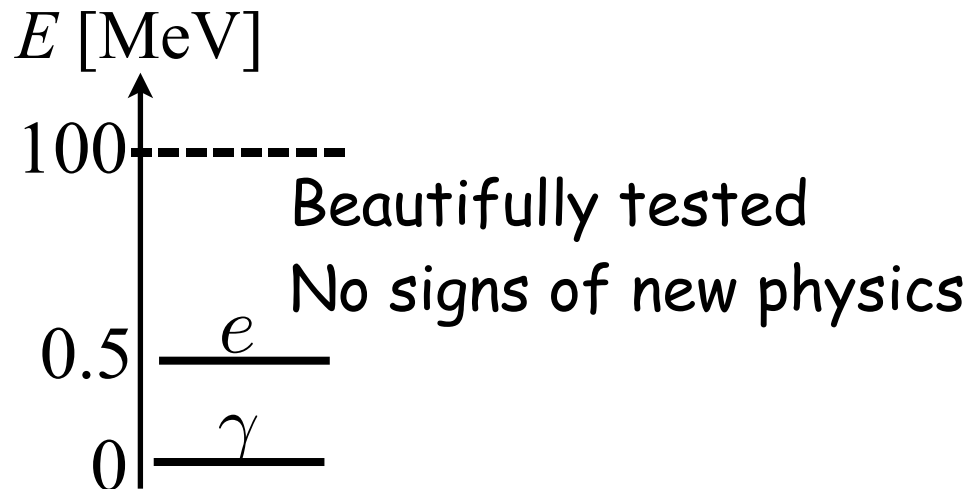 E [MeV]
100
Beautifully tested
No signs of new physics
e
0.5
γ
0